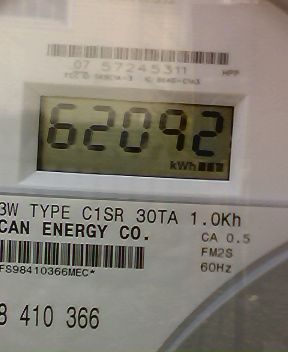 07 57245311
62092
kWh
3W TYPE C1SR 30TA 1.0Kh
CAN ENERGY CO.
CA 0.5
FM2S
60Hz
FS98410366MEC*
8 410 366